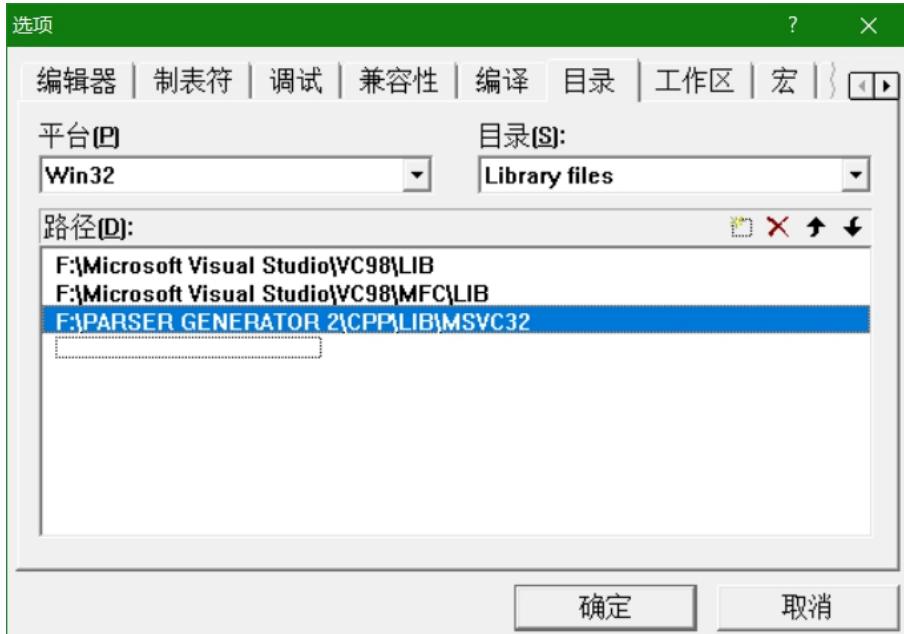 选项
编辑器 制表符 调试 兼容性 编译 目录 工作区 宏
平台(P) 目录(S):
Win32 Library files
路径(D):
F:\Microsoft Visual Studio\VC98\LIB
F:\Microsoft Visual Studio\VC98\MFC\LIB
F:\PARSER GENERATOR 2\CPP\LIB\MSVC32
确定 取消